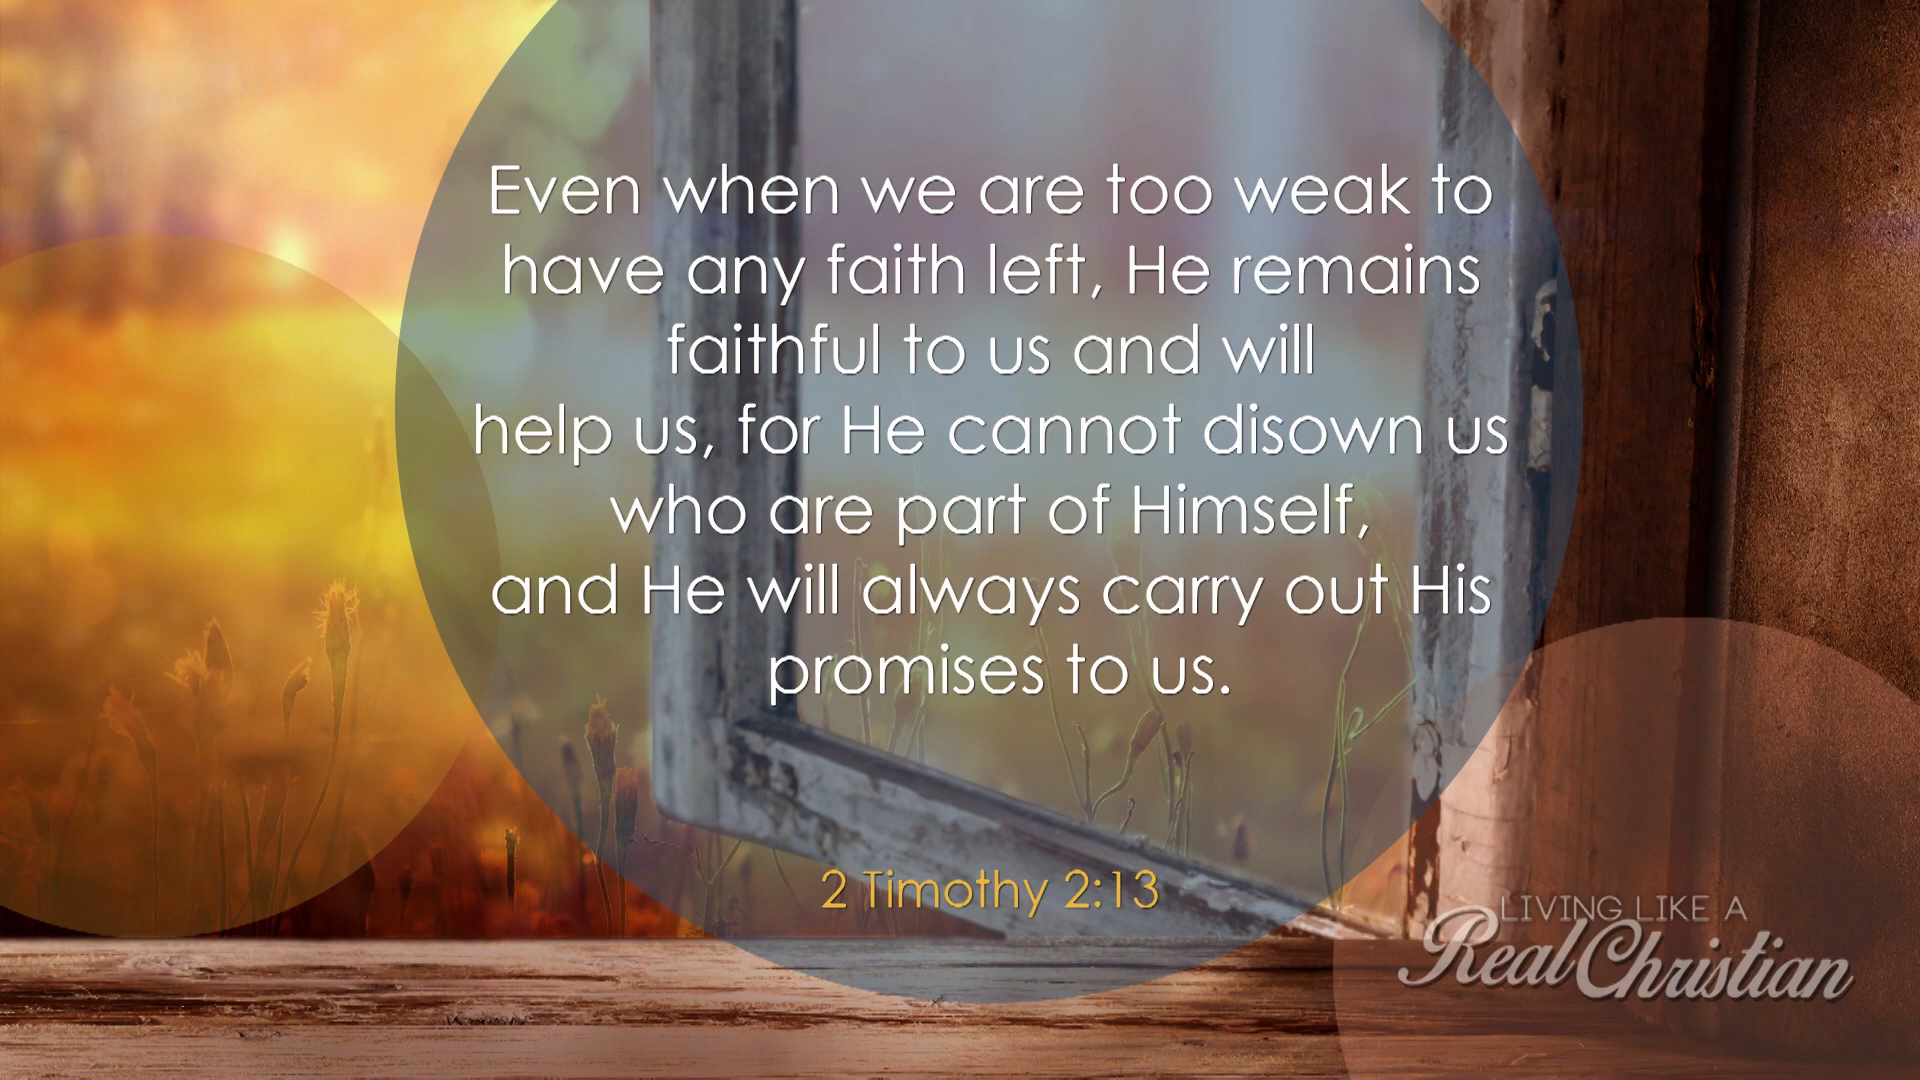 Even when we are too weak to
have any faith left, He remains
faithful to us and will
help us, for He cannot disown us
who are part of Himself,
and He will always carry out His
promises to us.
2 Timothy 2:13
LIVING LIKE A
Real Christian